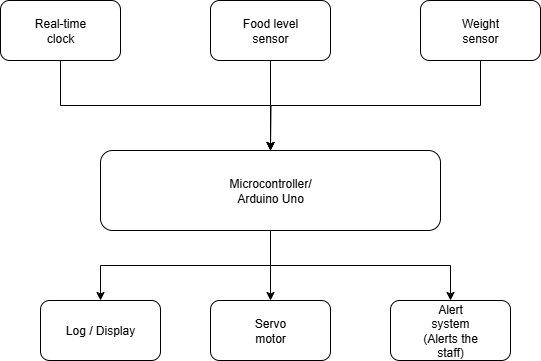 Real-time
clock
Food level
sensor
Weight
sensor
Microcontroller/
Arduino Uno
Log / Display
Servo
motor
Alert
system
(Alerts the
staff)